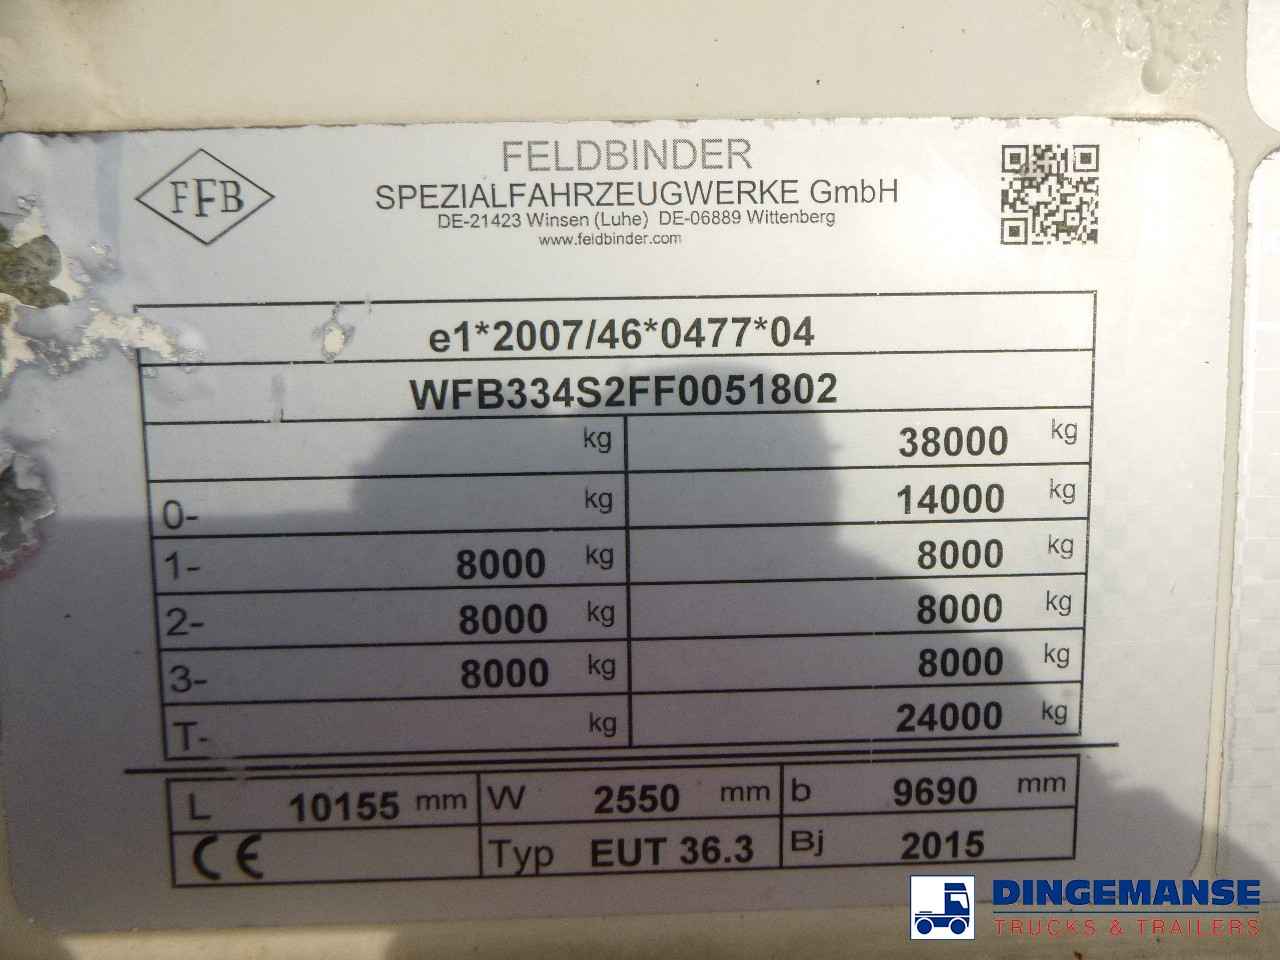 FFB
FELDBINDER
SPEZIALFAHRZEUGWERKE GmbH
DE-21423 Winsen (Luhe) DE-06889 Wittenberg
www.feldbinder.com
e1*2007/46*0477*04
WFB334S2FF0051802
kg 38000 kg
0- kg 14000 kg
1- 8000 kg 8000 kg
2- 8000 kg 8000 kg
3- 8000 kg 8000 kg
T- kg 24000 kg
L 10155 mm W 2550 mm b 9690 mm
CE Typ EUT 36.3 Bj 2015
DINGEMANSE
TRUCKS & TRAILERS